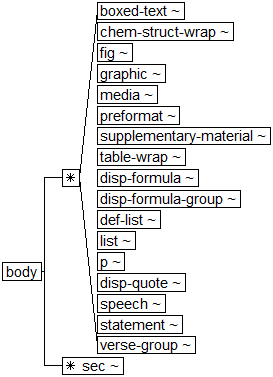 boxed-text ~
chem-struct-wrap ~
fig ~
graphic ~
media ~
preformat ~
supplementary-material ~
table-wrap ~
disp-formula ~
disp-formula-group ~
def-list ~
list ~
p ~
disp-quote ~
speech ~
statement ~
verse-group ~
*
body
* sec ~